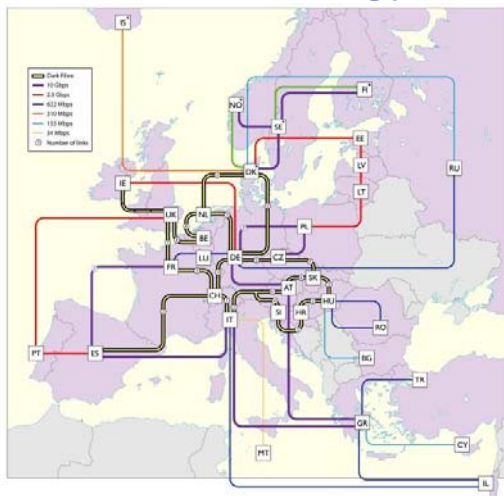 IS
Dark Fibre
10 Gbps
2.5 Gbps
622 Mbps
310 Mbps
155 Mbps
34 Mbps
Number of links
NO
FI
SE
EE
LV
LT
RU
DK
IE
UK
NL
BE
PL
LU
DE
CZ
FR
SK
CH
AT
HU
IT
SI
HR
RO
PT
ES
BG
TR
GR
CY
MT
IL